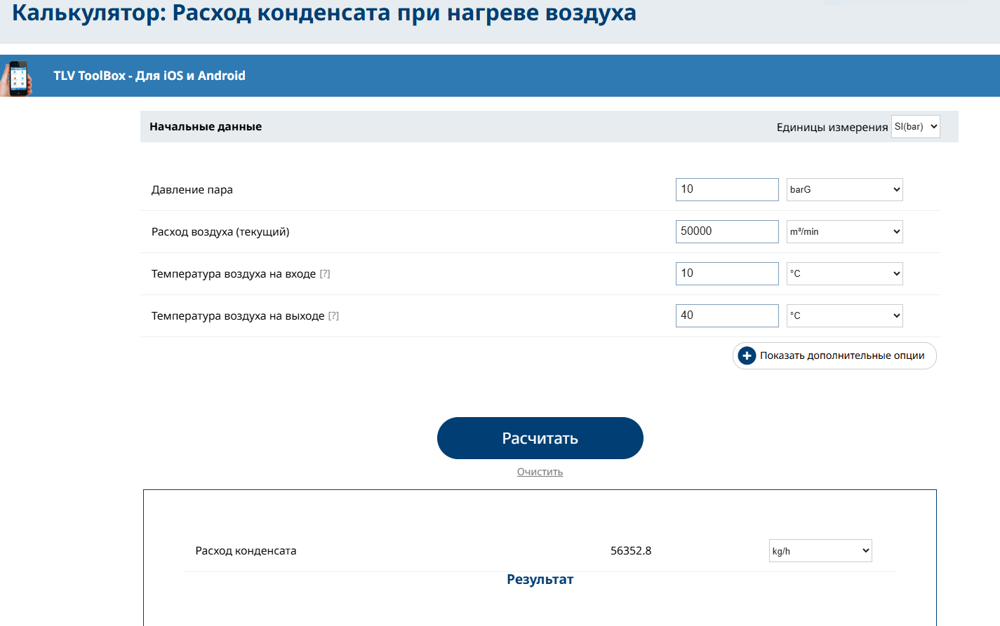 Калькулятор: Расход конденсата при нагреве воздуха
TLV ToolBox - Для iOS и Android
Начальные данные
Единицы измерения SI(bar)
Давление пара 10 barG
Расход воздуха (текущий) 50000 m³/min
Температура воздуха на входе [?] 10 °C
Температура воздуха на выходе [?] 40 °C
Показать дополнительные опции
Расчитать
Очистить
Расход конденсата 56352.8 kg/h
Результат